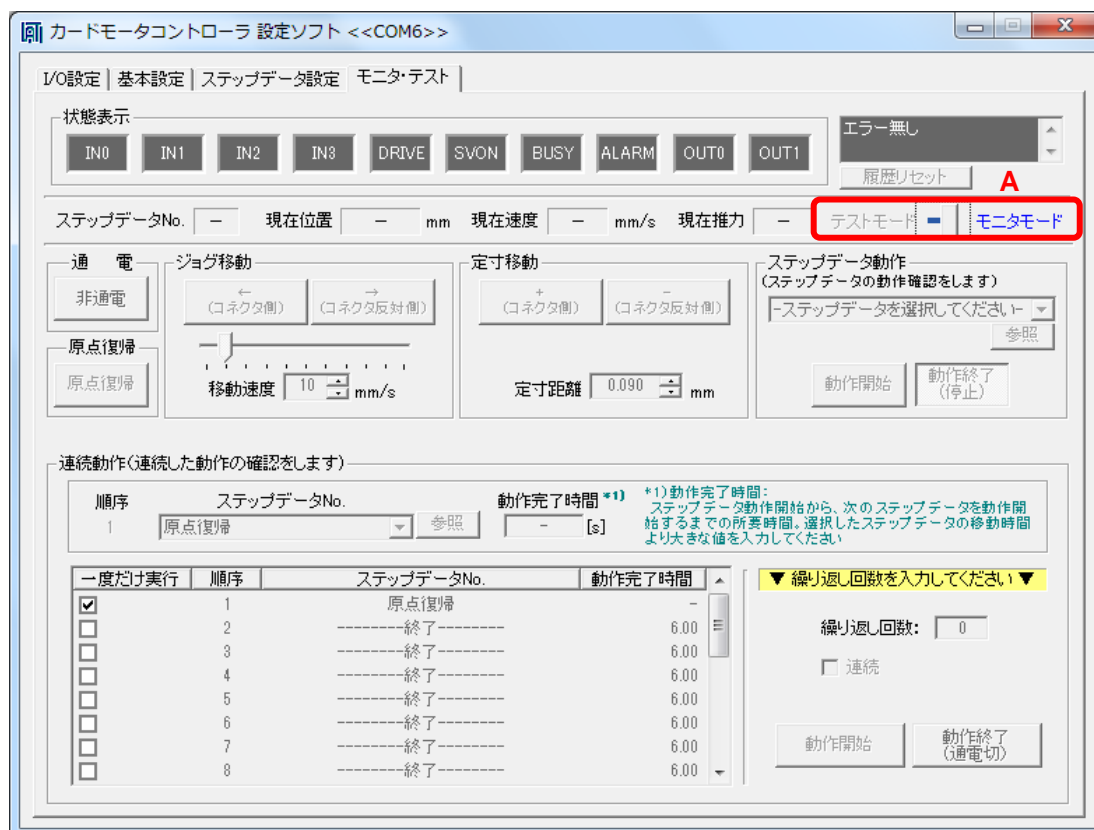 カードモータコントローラ 設定ソフト <<COM6>>
I/O設定 基本設定 ステップデータ設定 モニタ・テスト
状態表示
IN0 IN1 IN2 IN3 DRIVE SVON BUSY ALARM OUT0 OUT1
エラー無し
履歴リセット
A
ステップデータNo. － 現在位置 － mm 現在速度 － mm/s 現在推力 － テストモード モニタモード
通 電
非通電
原点復帰
原点復帰
ジョグ移動
←
(コネクタ側)
→
(コネクタ反対側)
移動速度 10 mm/s
定寸移動
+
(コネクタ側)
-
(コネクタ反対側)
定寸距離 0.090 mm
ステップデータ動作
(ステップデータの動作確認をします)
-ステップデータを選択してください-
参照
動作開始
動作終了
(停止)
連続動作(連続した動作の確認をします)
順序 ステップデータNo. 動作完了時間 *1)
1 原点復帰 参照 － [s]
*1)動作完了時間:
ステップデータ動作開始から、次のステップデータを動作開
始するまでの所要時間。選択したステップデータの移動時間
より大きな値を入力してください
一度だけ実行 順序 ステップデータNo. 動作完了時間
1 原点復帰 －
2 --------終了-------- 6.00
3 --------終了-------- 6.00
4 --------終了-------- 6.00
5 --------終了-------- 6.00
6 --------終了-------- 6.00
7 --------終了-------- 6.00
8 --------終了-------- 6.00
▼ 繰り返し回数を入力してください ▼
繰り返し回数: 0
連続
動作開始
動作終了
(通電切)